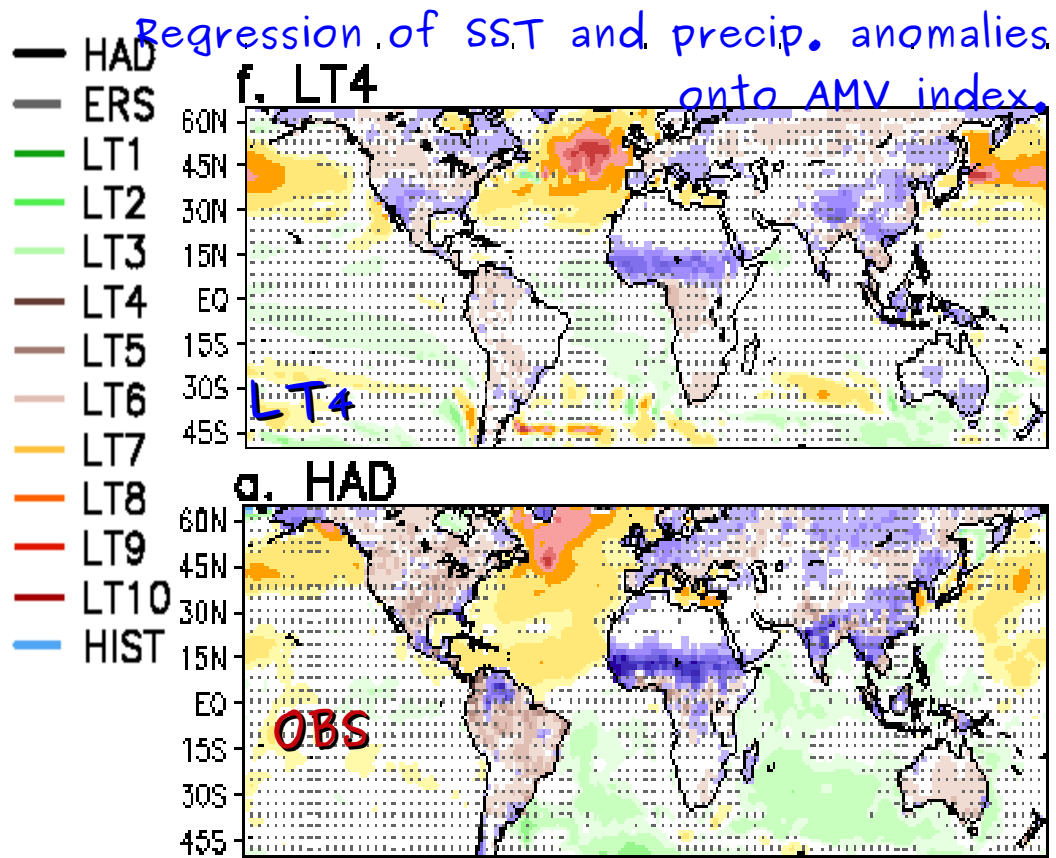 Regression of SST and precip. anomalies
onto AMV index.
HAD
ERS
LT1
LT2
LT3
LT4
LT5
LT6
LT7
LT8
LT9
LT10
HIST
f. LT4
60N
45N
30N
15N
EQ
15S
30S
45S
LT4
a. HAD
60N
45N
30N
15N
EQ
15S
30S
45S
OBS